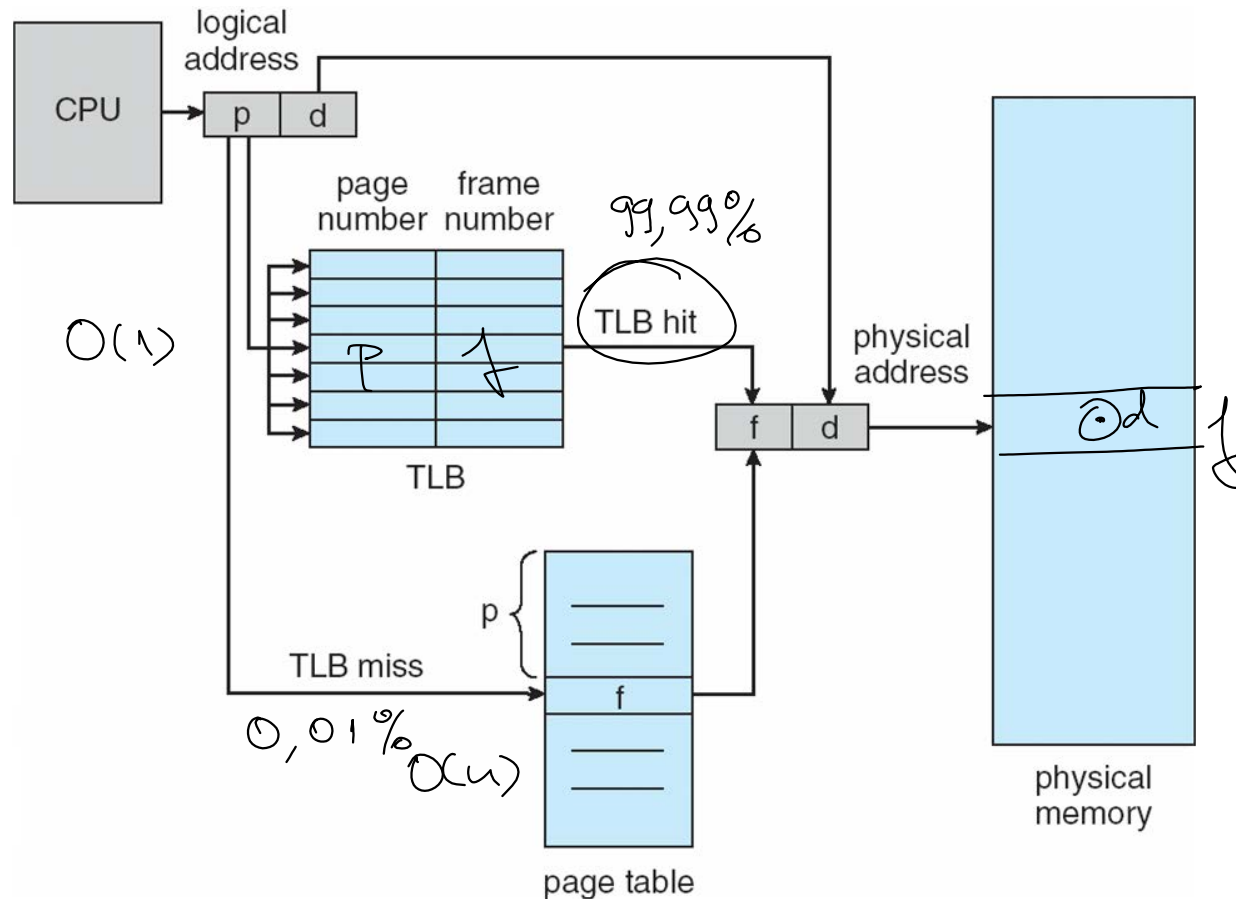 logical
address
CPU
p d
page
number
frame
number
99,99%
O(1)
TLB hit
P f
TLB
physical
address
f d
d
f
p
TLB miss
f
0,01%
O(n)
page table
physical
memory